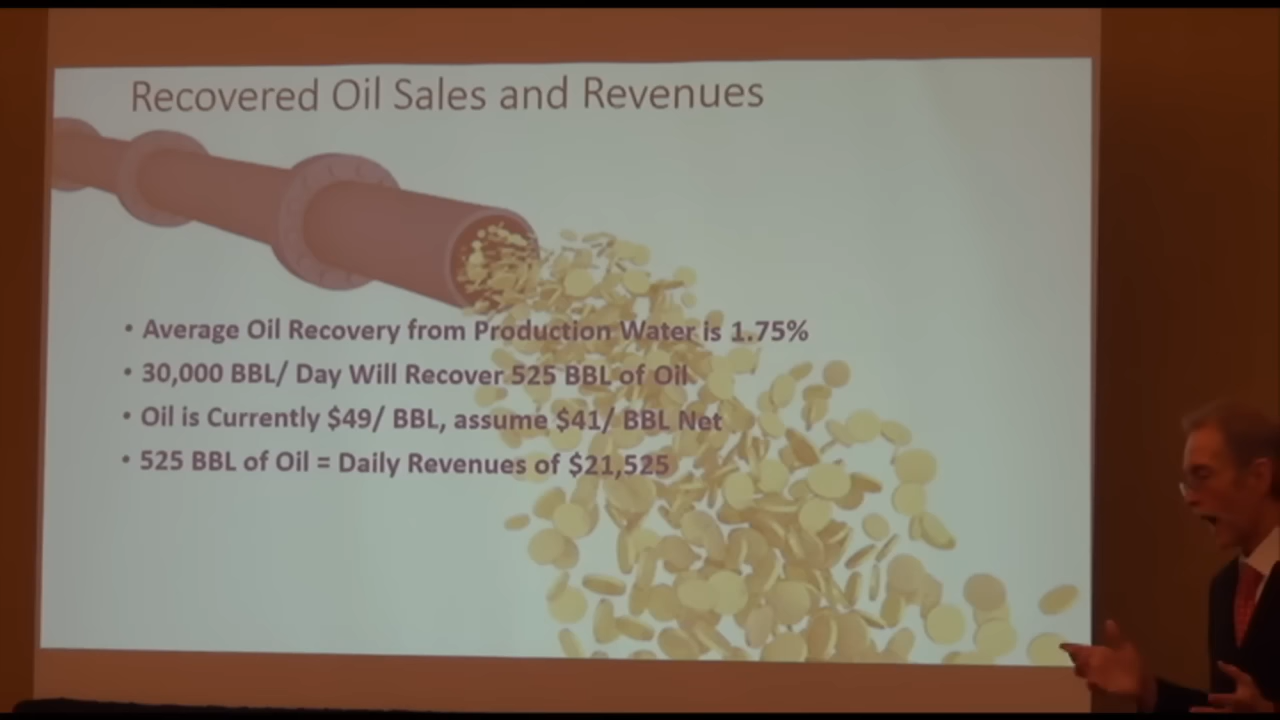 Recovered Oil Sales and Revenues
• Average Oil Recovery from Production Water is 1.75%
• 30,000 BBL/ Day Will Recover 525 BBL of Oil
• Oil is Currently $49/ BBL, assume $41/ BBL Net
• 525 BBL of Oil = Daily Revenues of $21,525